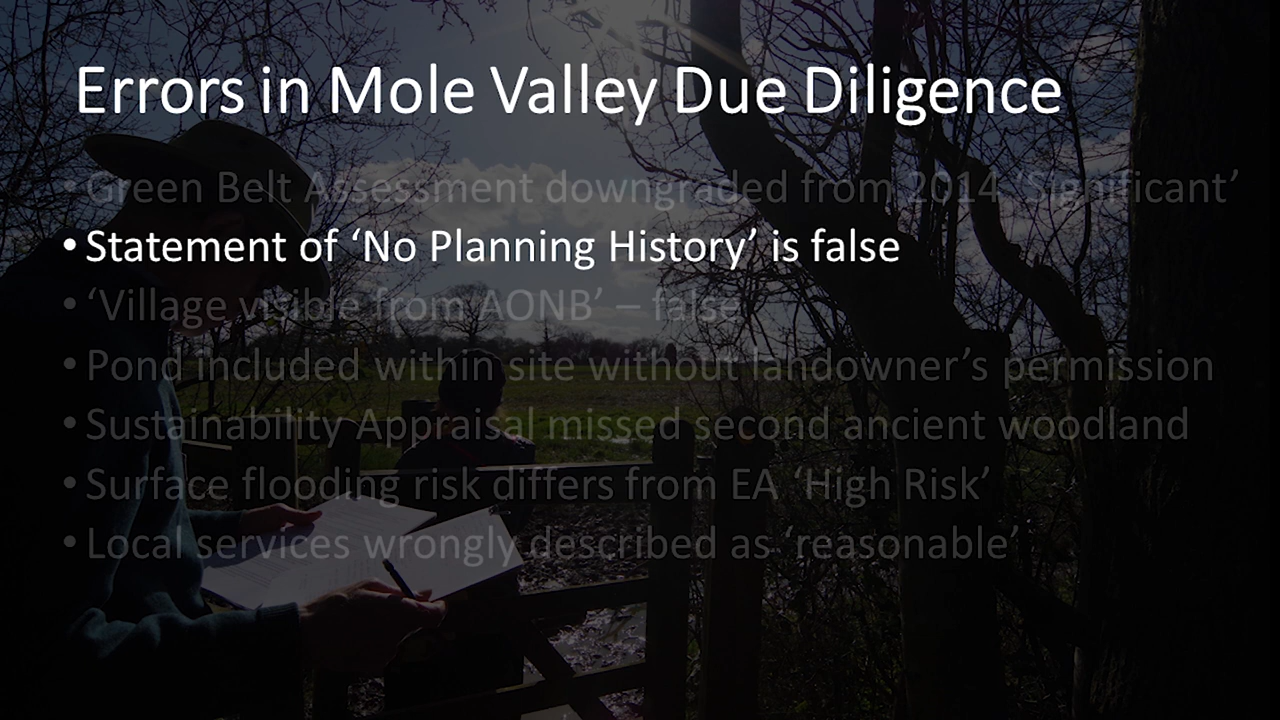 Errors in Mole Valley Due Diligence
• Green Belt Assessment downgraded from 2014 ‘Significant’
• Statement of ‘No Planning History’ is false
• ‘Village visible from AONB’ – false
• Pond included within site without landowner’s permission
• Sustainability Appraisal missed second ancient woodland
• Surface flooding risk differs from EA ‘High Risk’
• Local services wrongly described as ‘reasonable’